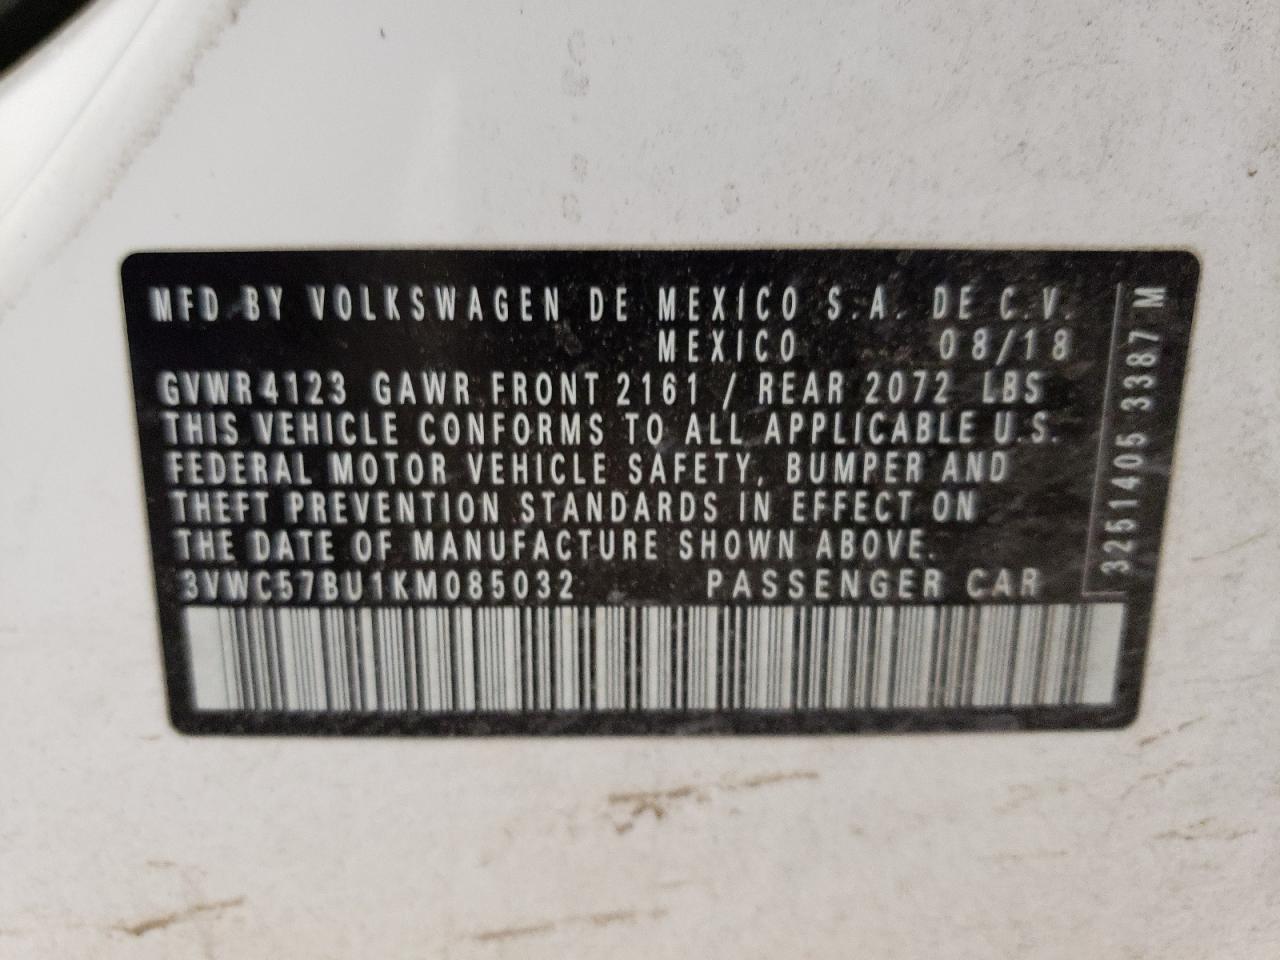 MFD BY VOLKSWAGEN DE MEXICO S.A. DE C.V.
MEXICO 08/18
GVWR 4123 GAWR FRONT 2161 / REAR 2072 LBS
THIS VEHICLE CONFORMS TO ALL APPLICABLE U.S.
FEDERAL MOTOR VEHICLE SAFETY, BUMPER AND
THEFT PREVENTION STANDARDS IN EFFECT ON
THE DATE OF MANUFACTURE SHOWN ABOVE.
3VWC57BU1KM085032 PASSENGER CAR
3251405 3387 M